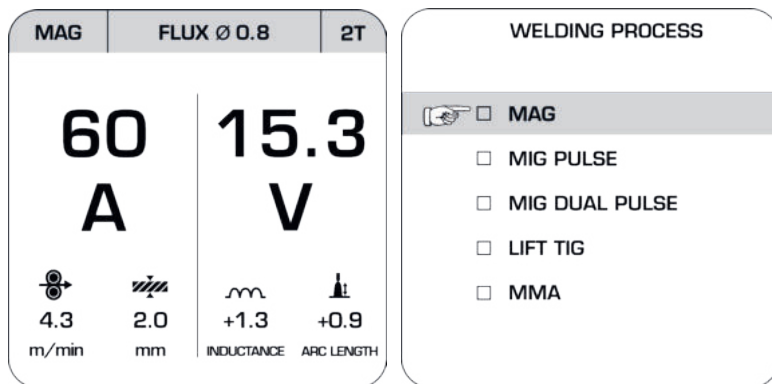 MAG FLUX Ø 0.8 2T
60 15.3
A V
4.3 2.0 +1.3 +0.9
m/min mm INDUCTANCE ARC LENGTH
WELDING PROCESS
MAG
MIG PULSE
MIG DUAL PULSE
LIFT TIG
MMA